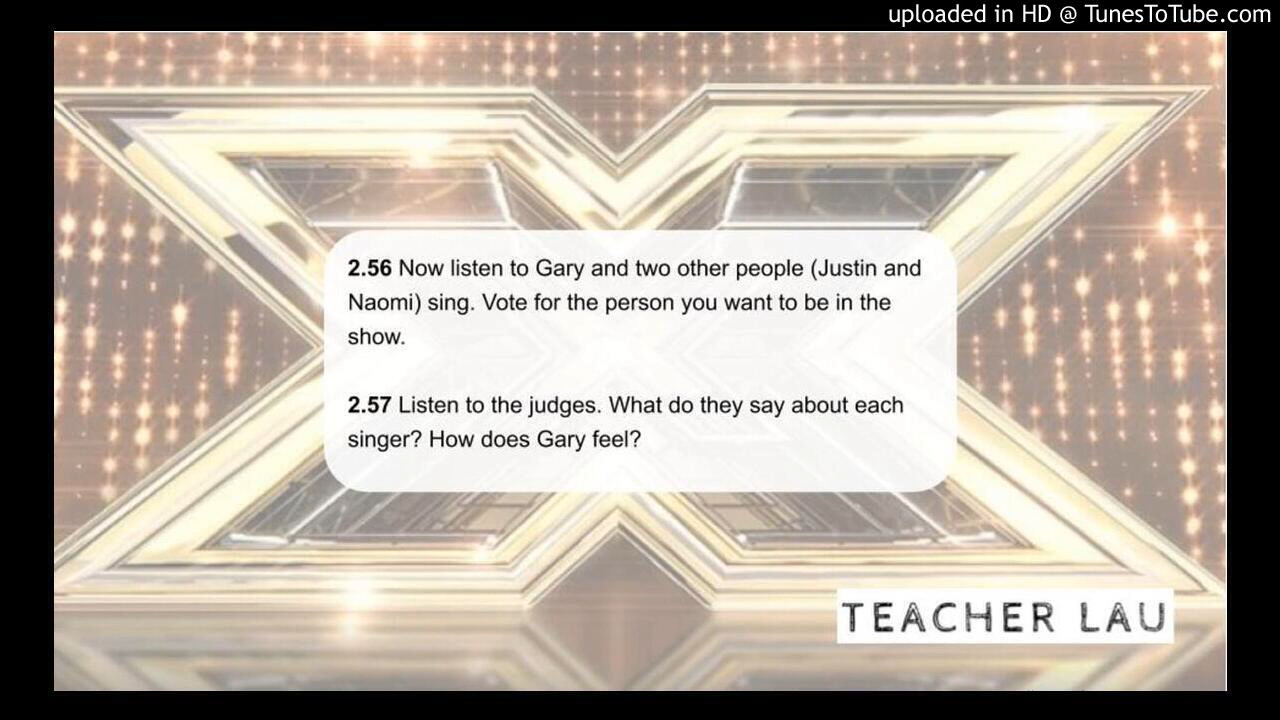 uploaded in HD @ TunesToTube.com
2.56 Now listen to Gary and two other people (Justin and
Naomi) sing. Vote for the person you want to be in the
show.
2.57 Listen to the judges. What do they say about each
singer? How does Gary feel?
TEACHER LAU